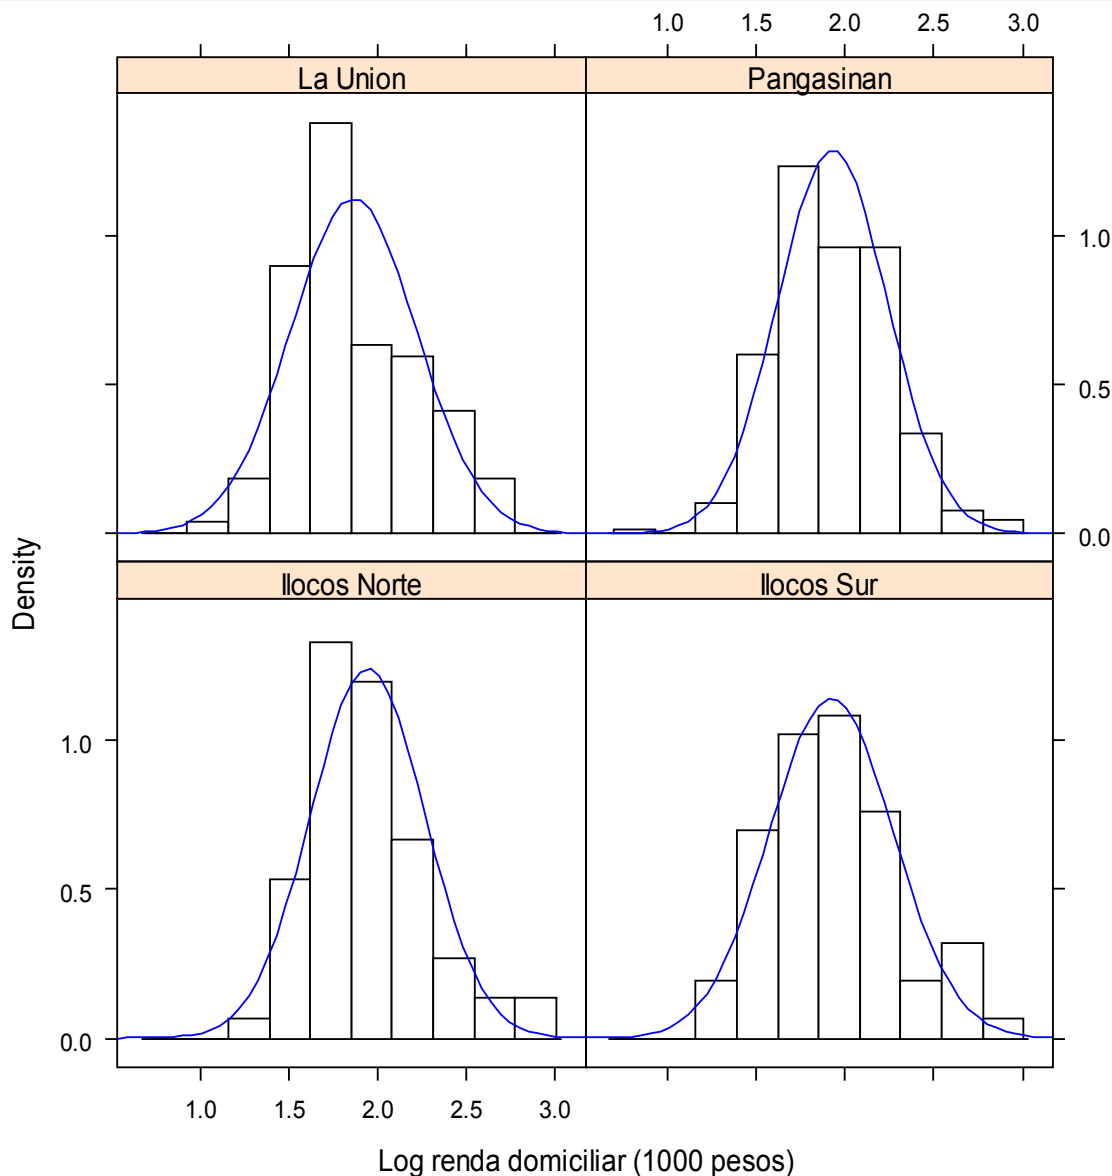 1.0 1.5 2.0 2.5 3.0
La Union Pangasinan
1.0
0.5
0.0
Density
Ilocos Norte Ilocos Sur
1.0
0.5
0.0
1.0 1.5 2.0 2.5 3.0
Log renda domiciliar (1000 pesos)